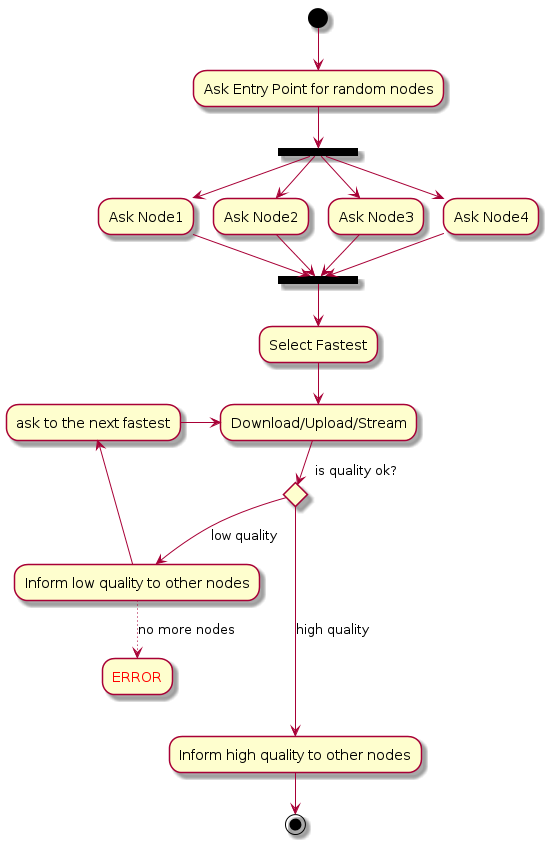 Ask Entry Point for random nodes
Ask Node1
Ask Node2
Ask Node3
Ask Node4
Select Fastest
ask to the next fastest
Download/Upload/Stream
is quality ok?
low quality
Inform low quality to other nodes
no more nodes
high quality
ERROR
Inform high quality to other nodes